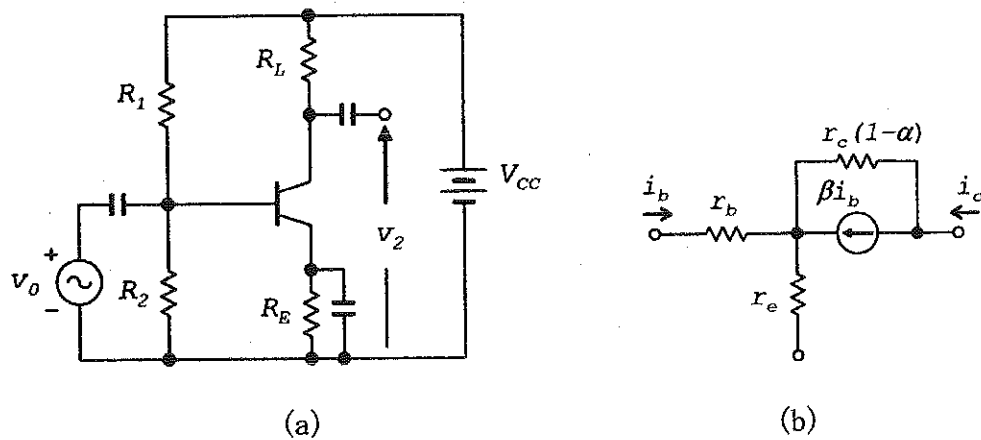 R_L
R_1
V_CC
v_2
+
v_0
-
R_2
R_E
(a)
r_c(1-α)
i_b
βi_b
i_c
r_b
r_e
(b)